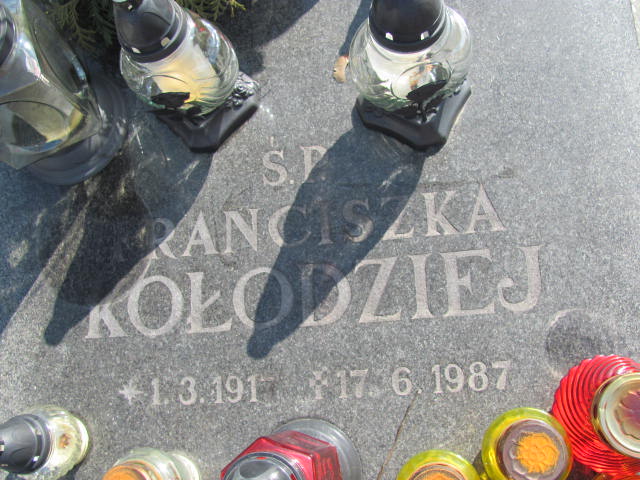 Ś.P.
FRANCISZKA
KOŁODZIEJ
*1.3.191 ✝17.6.1987